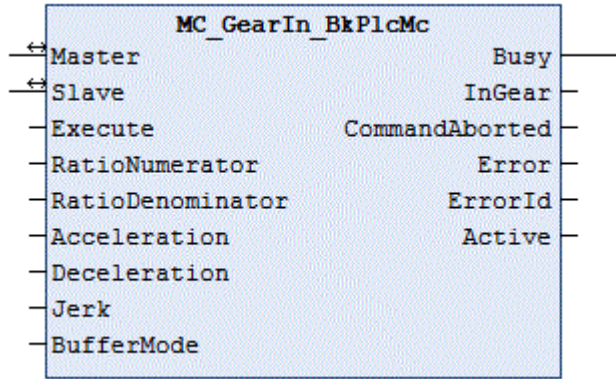 MC_GearIn_BkPlcMc
Master Busy
Slave InGear
Execute CommandAborted
RatioNumerator Error
RatioDenominator ErrorId
Acceleration Active
Deceleration
Jerk
BufferMode